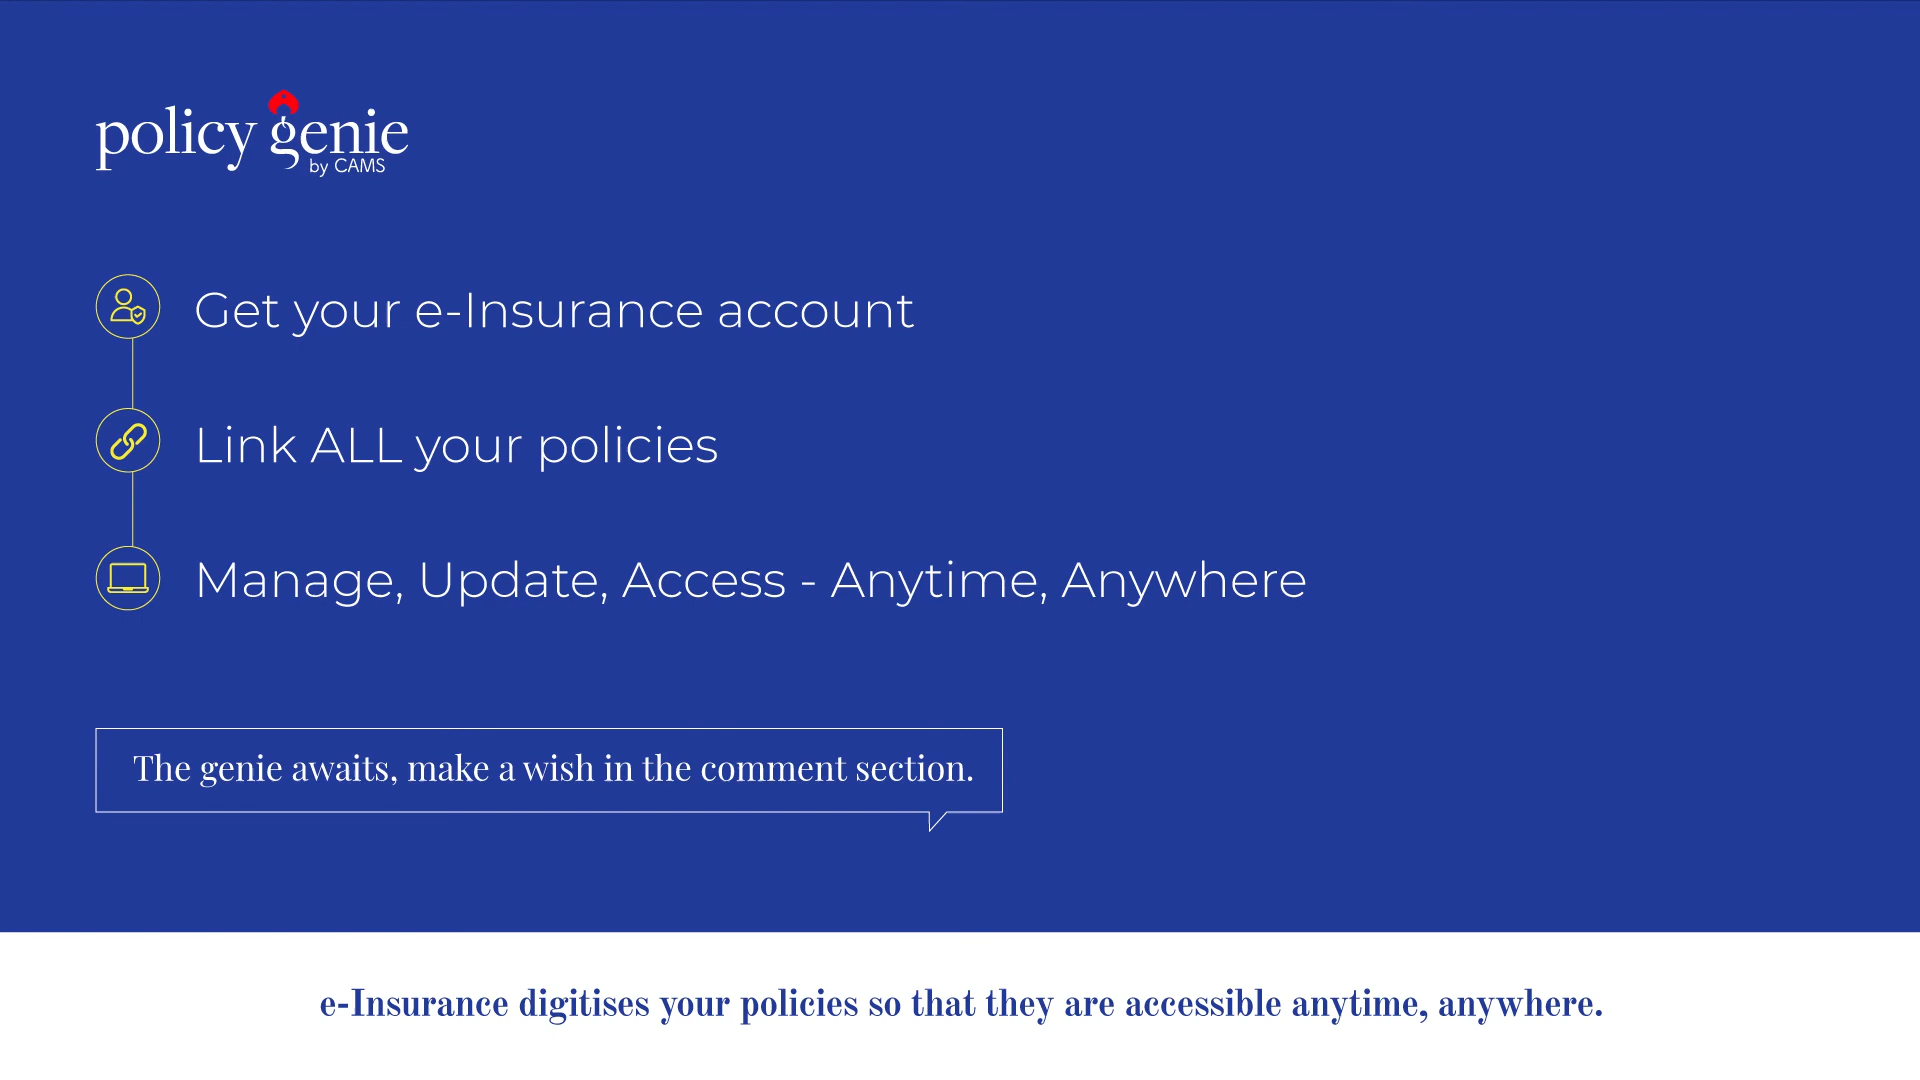 policy genie
by CAMS
Get your e-Insurance account
Link ALL your policies
Manage, Update, Access - Anytime, Anywhere
The genie awaits, make a wish in the comment section.
e-Insurance digitises your policies so that they are accessible anytime, anywhere.